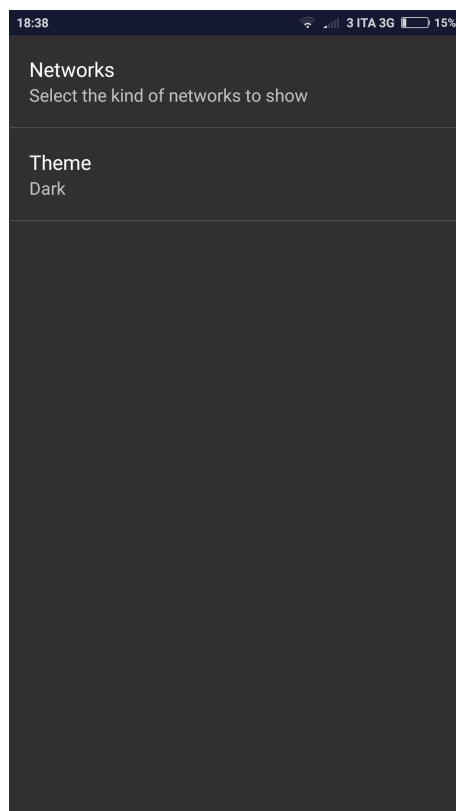 18:38 3 ITA 3G 15%
Networks
Select the kind of networks to show
Theme
Dark